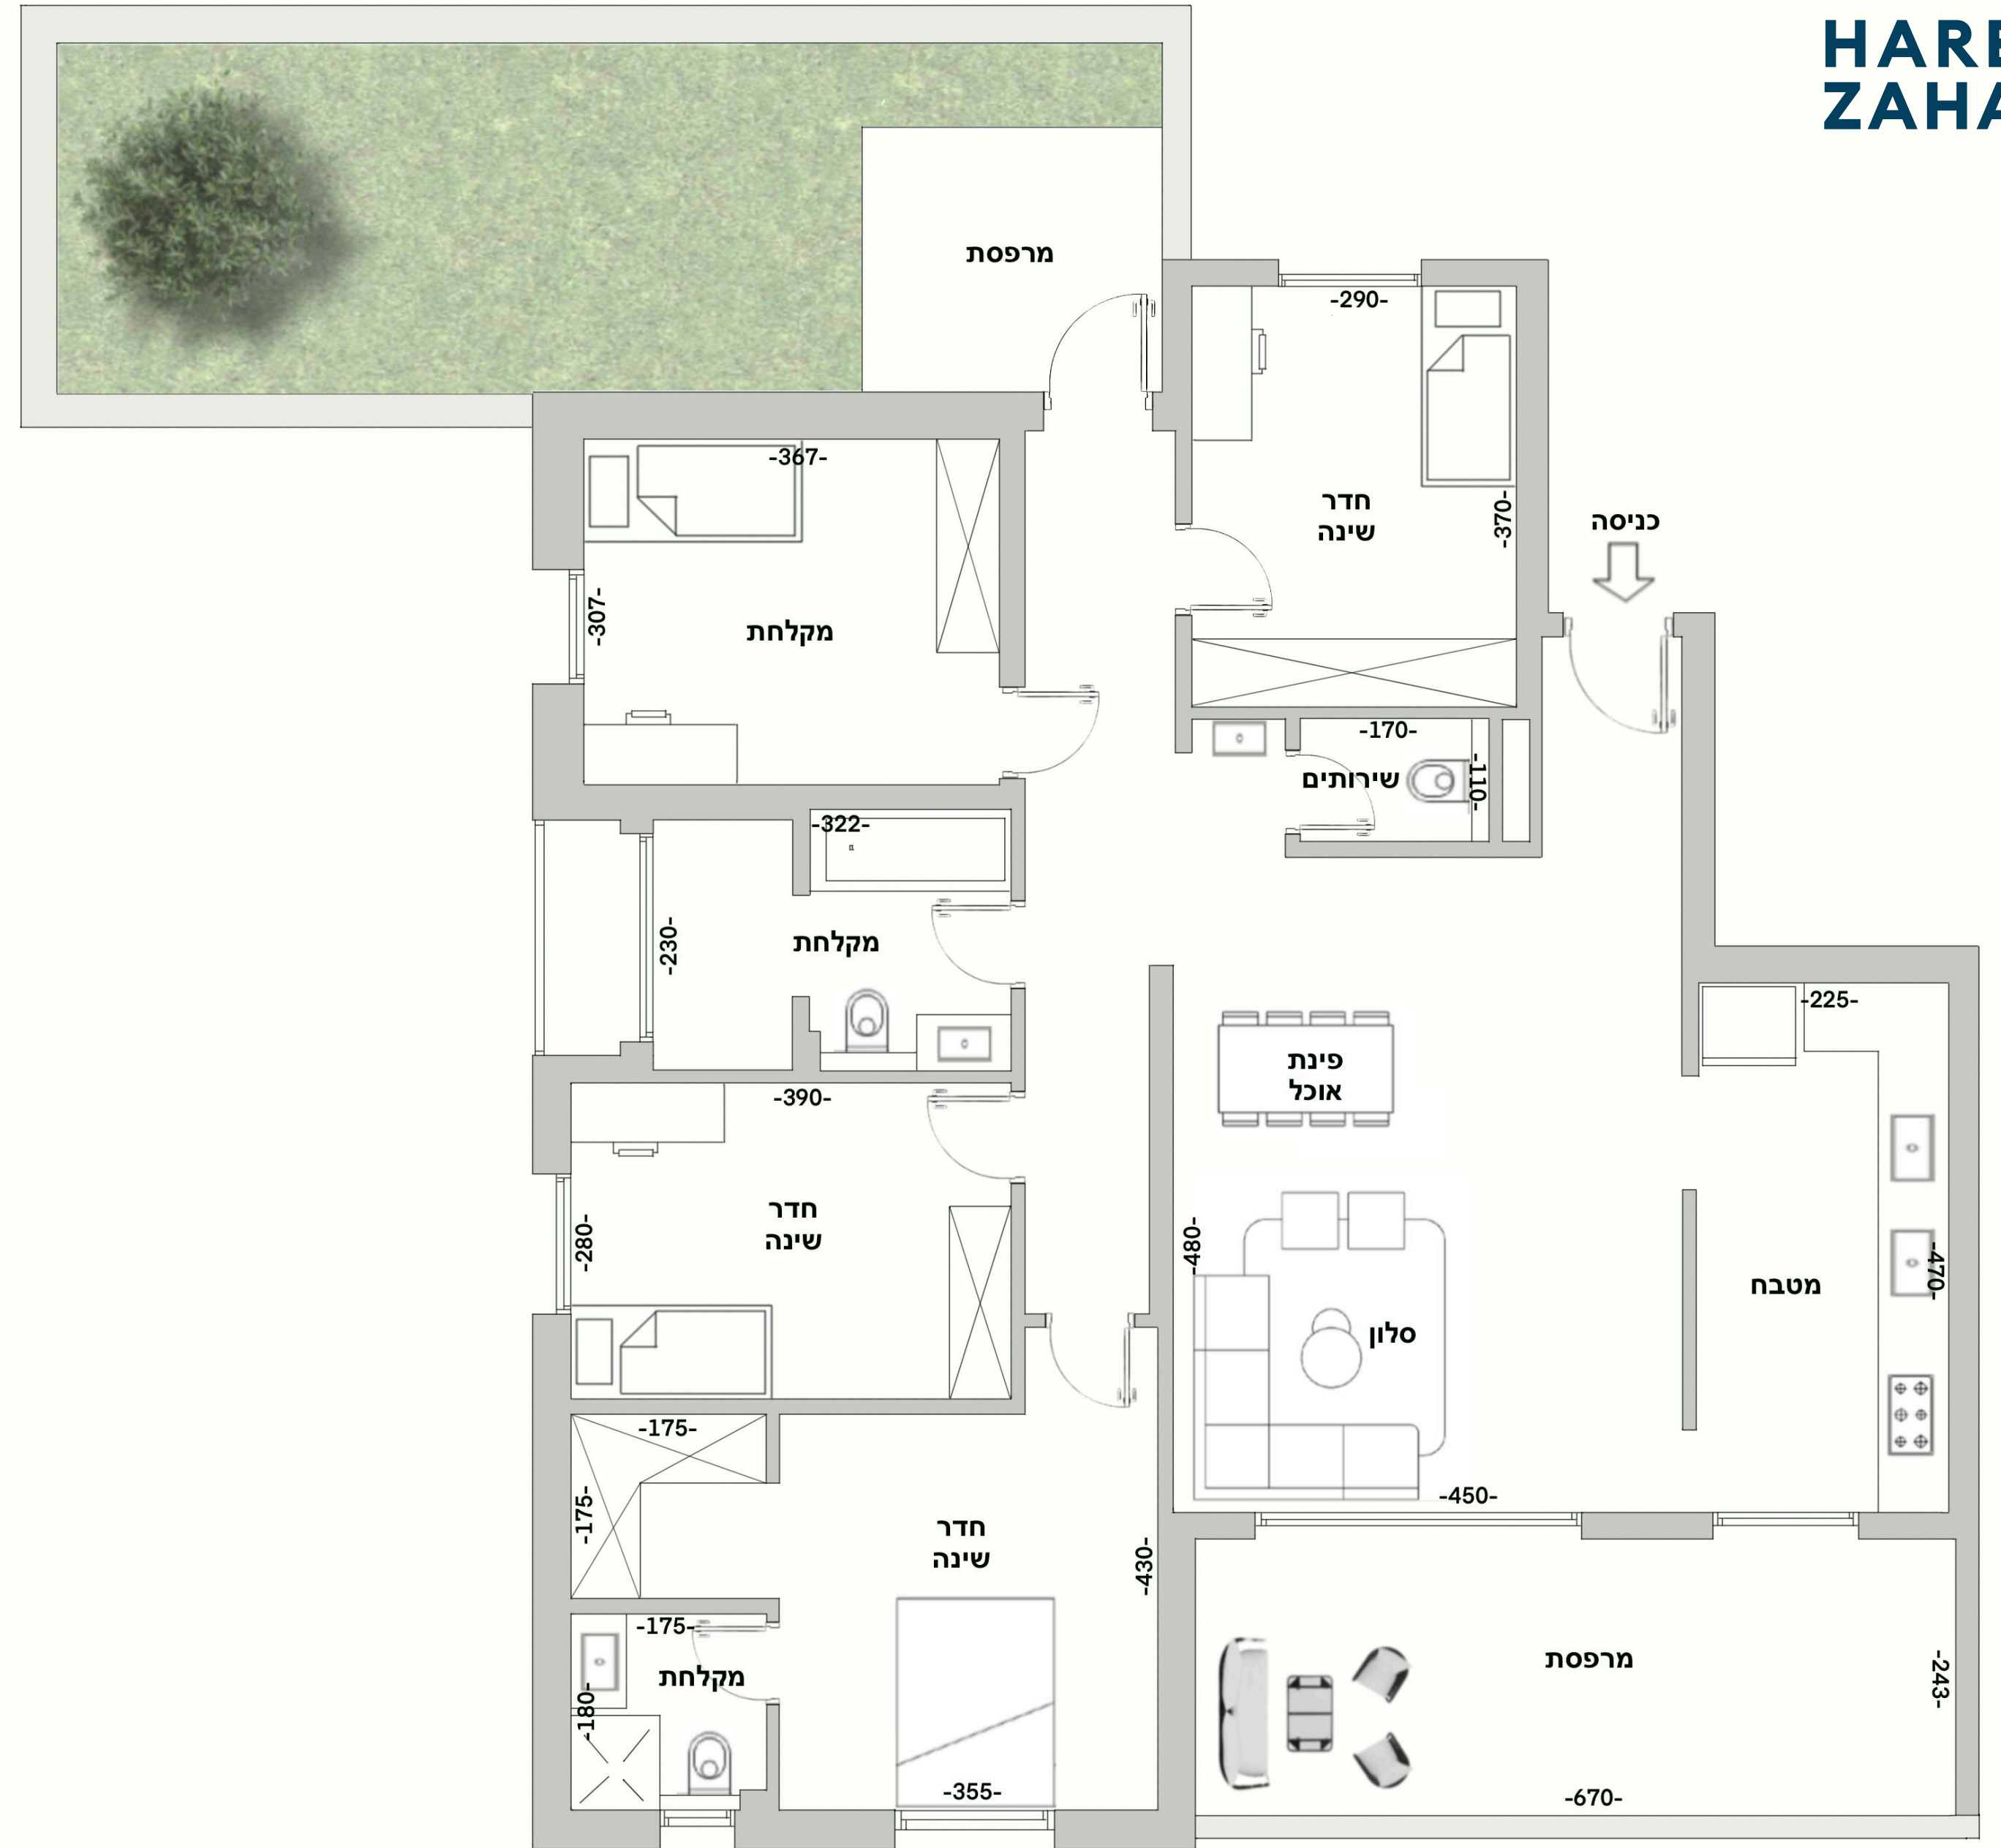 HARE
ZAHA
מרפסת
-290-
חדר
שינה
-370-
כניסה
-367-
-307-
מקלחת
-170-
שירותים
-110-
-322-
-230-
מקלחת
-225-
פינת
אוכל
-390-
חדר
שינה
-280-
-480-
סלון
-450-
מטבח
-470-
-175-
-175-
חדר
שינה
-430-
-175-
מקלחת
-180-
-355-
מרפסת
-243-
-670-